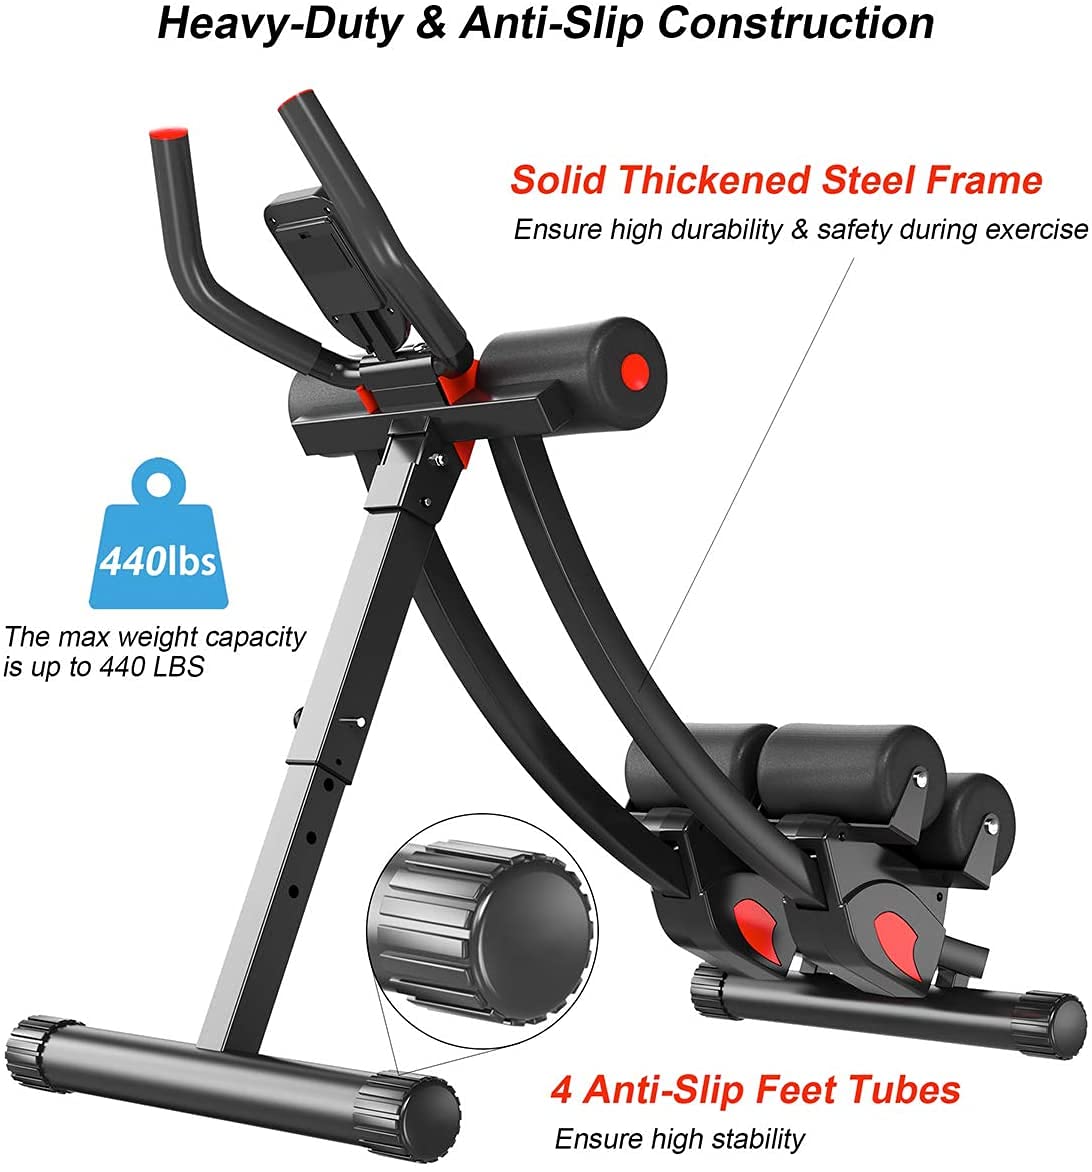 Heavy-Duty & Anti-Slip Construction
Solid Thickened Steel Frame
Ensure high durability & safety during exercise
440lbs
The max weight capacity
is up to 440 LBS
4 Anti-Slip Feet Tubes
Ensure high stability